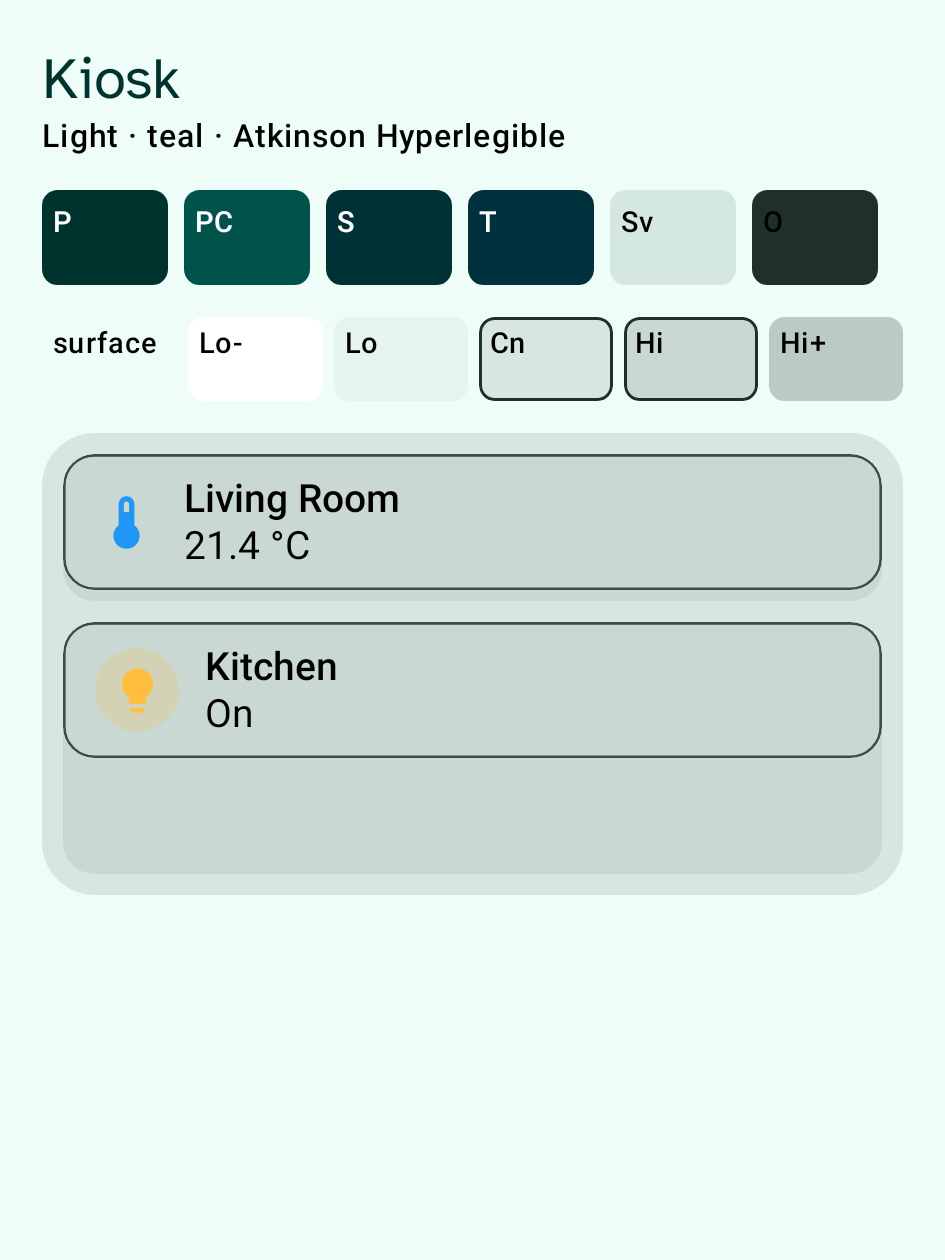 Kiosk
Light · teal · Atkinson Hyperlegible
P PC S T Sv O
surface Lo- Lo Cn Hi Hi+
Living Room
21.4 °C
Kitchen
On